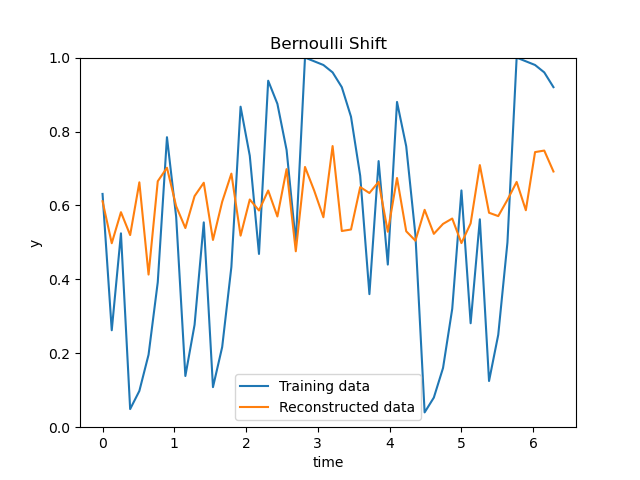 Bernoulli Shift
1.0
0.8
0.6
0.4
0.2
0.0
y
Training data
Reconstructed data
0 1 2 3 4 5 6
time